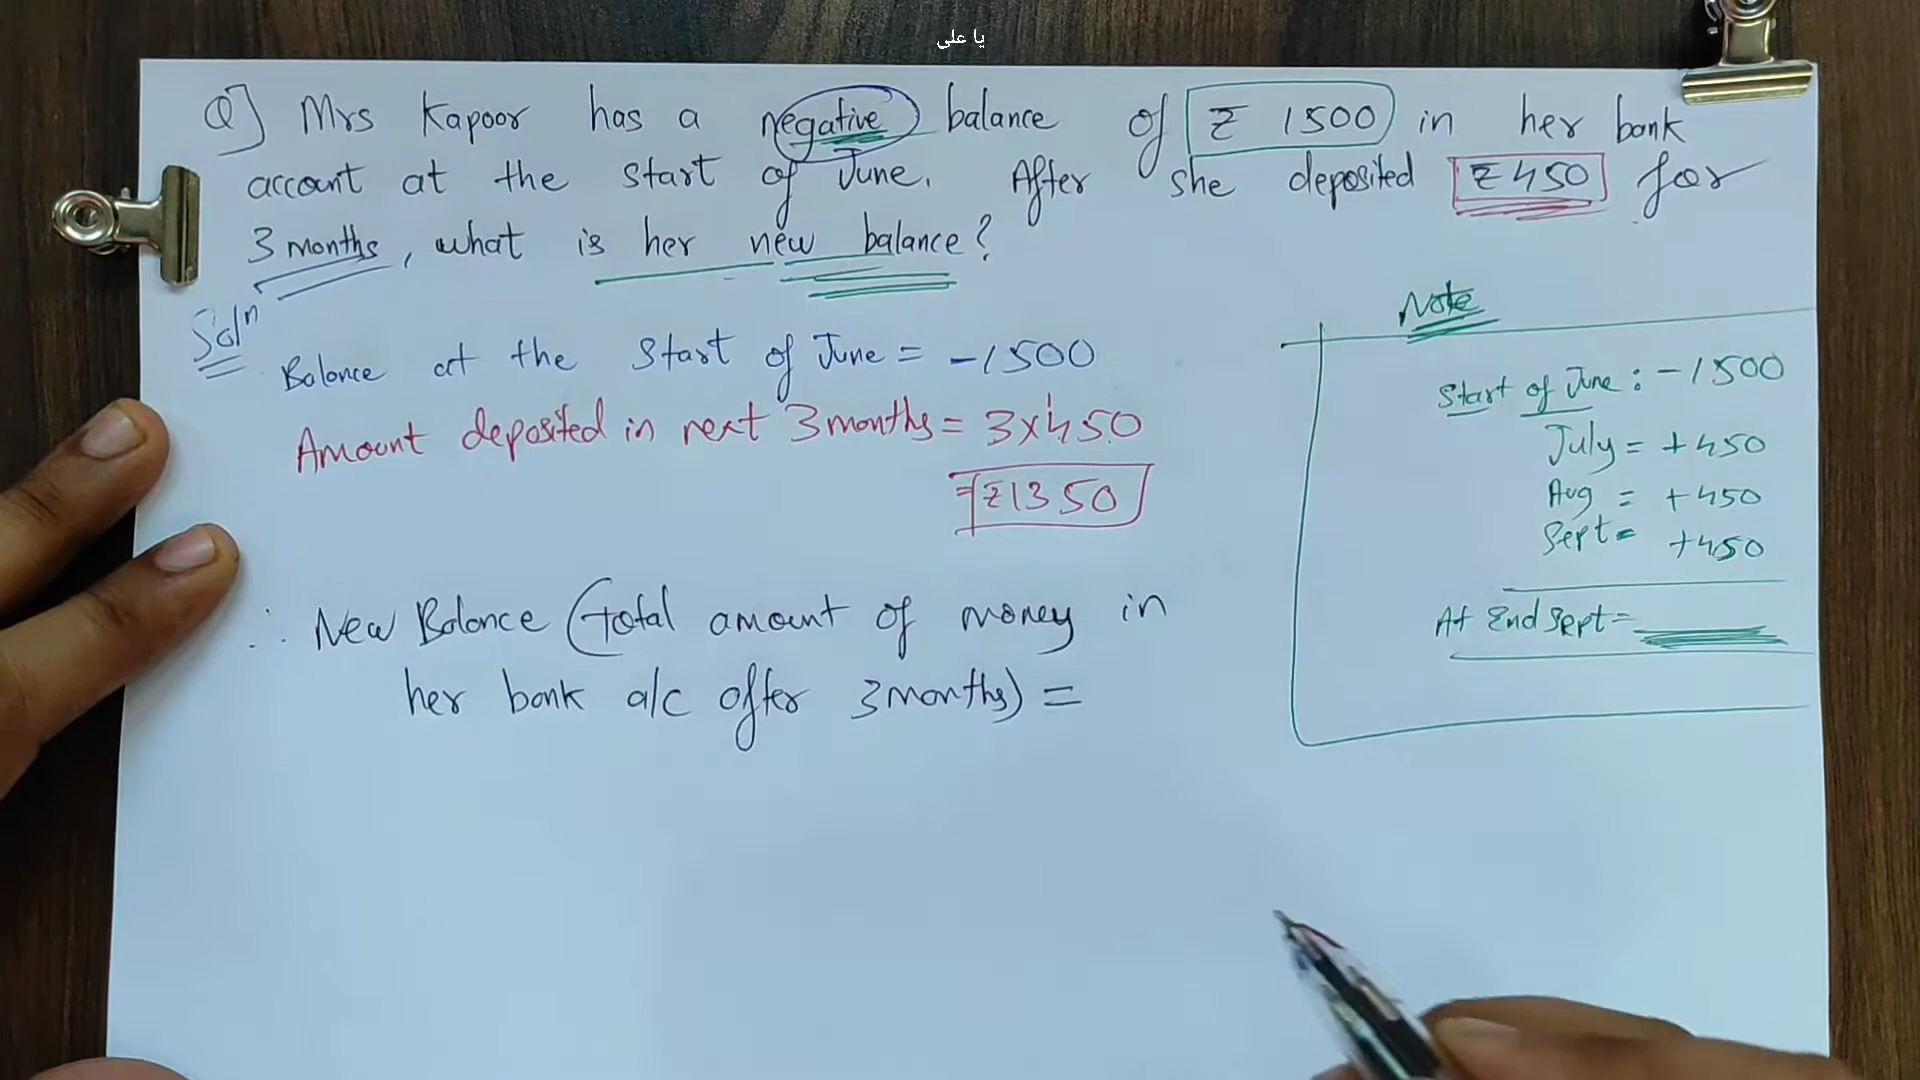 يا على
Q] Mrs Kapoor has a negative balance of ₹ 1500 in her bank
account at the start of June. After she deposited ₹450 for
3 months, what is her new balance?
Solⁿ
Balance at the start of June = -1500
Amount deposited in next 3 months = 3x450
=₹1350
∴ New Balance (total amount of money in
her bank a/c after 3 months) =
Note
Start of June : -1500
July = +450
Aug = +450
Sept = +450
At End Sept =